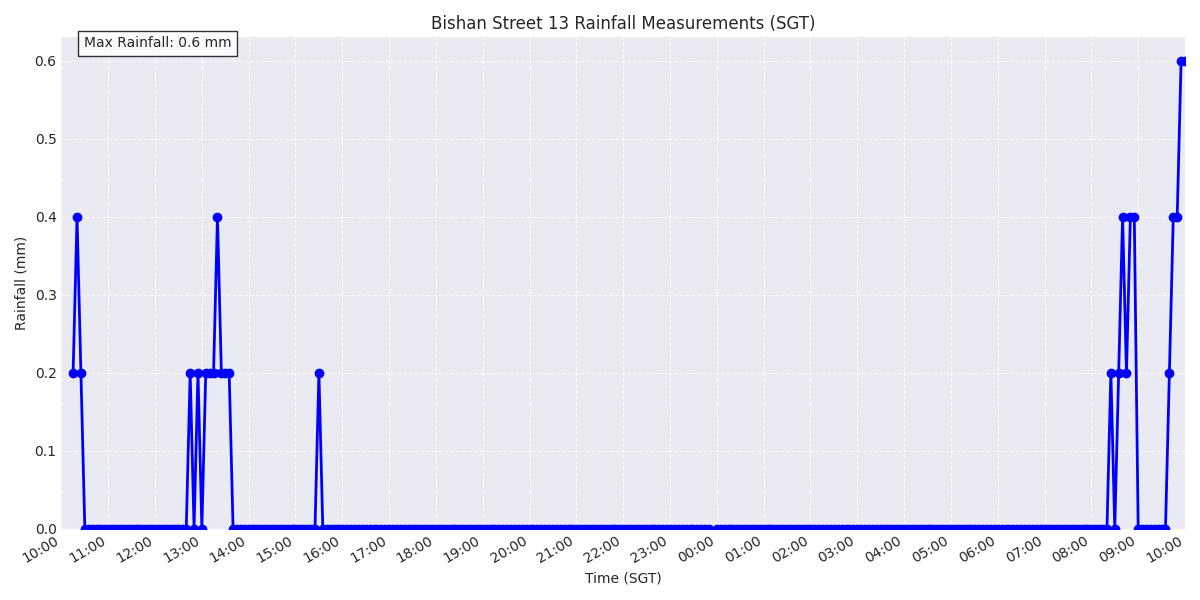 Bishan Street 13 Rainfall Measurements (SGT)
Max Rainfall: 0.6 mm
Rainfall (mm)
0.6
0.5
0.4
0.3
0.2
0.1
0.0
10:00 11:00 12:00 13:00 14:00 15:00 16:00 17:00 18:00 19:00 20:00 21:00 22:00 23:00 00:00 01:00 02:00 03:00 04:00 05:00 06:00 07:00 08:00 09:00 10:00
Time (SGT)